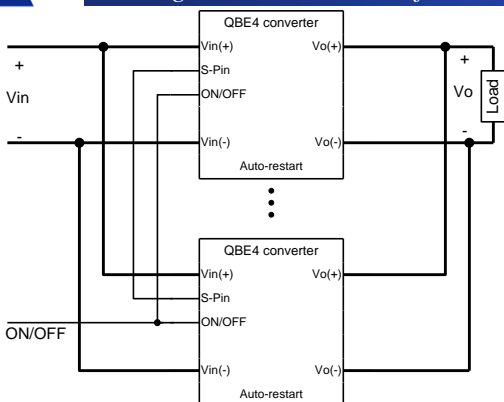 QBE4 converter
Vin(+)
Vo(+)
S-Pin
ON/OFF
Vin(-)
Vo(-)
Auto-restart
+
Vin
-
+
Vo
-
Load
QBE4 converter
Vin(+)
Vo(+)
S-Pin
ON/OFF
Vin(-)
Vo(-)
Auto-restart
ON/OFF